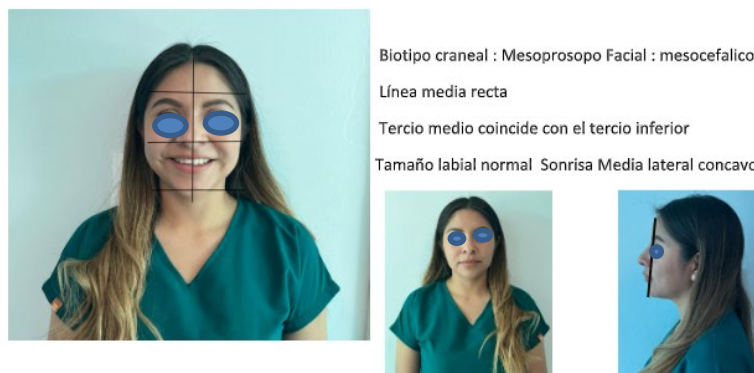 Biotipo craneal : Mesoprosopo Facial : mesocefalico
Línea media recta
Tercio medio coincide con el tercio inferior
Tamaño labial normal Sonrisa Media lateral concavo